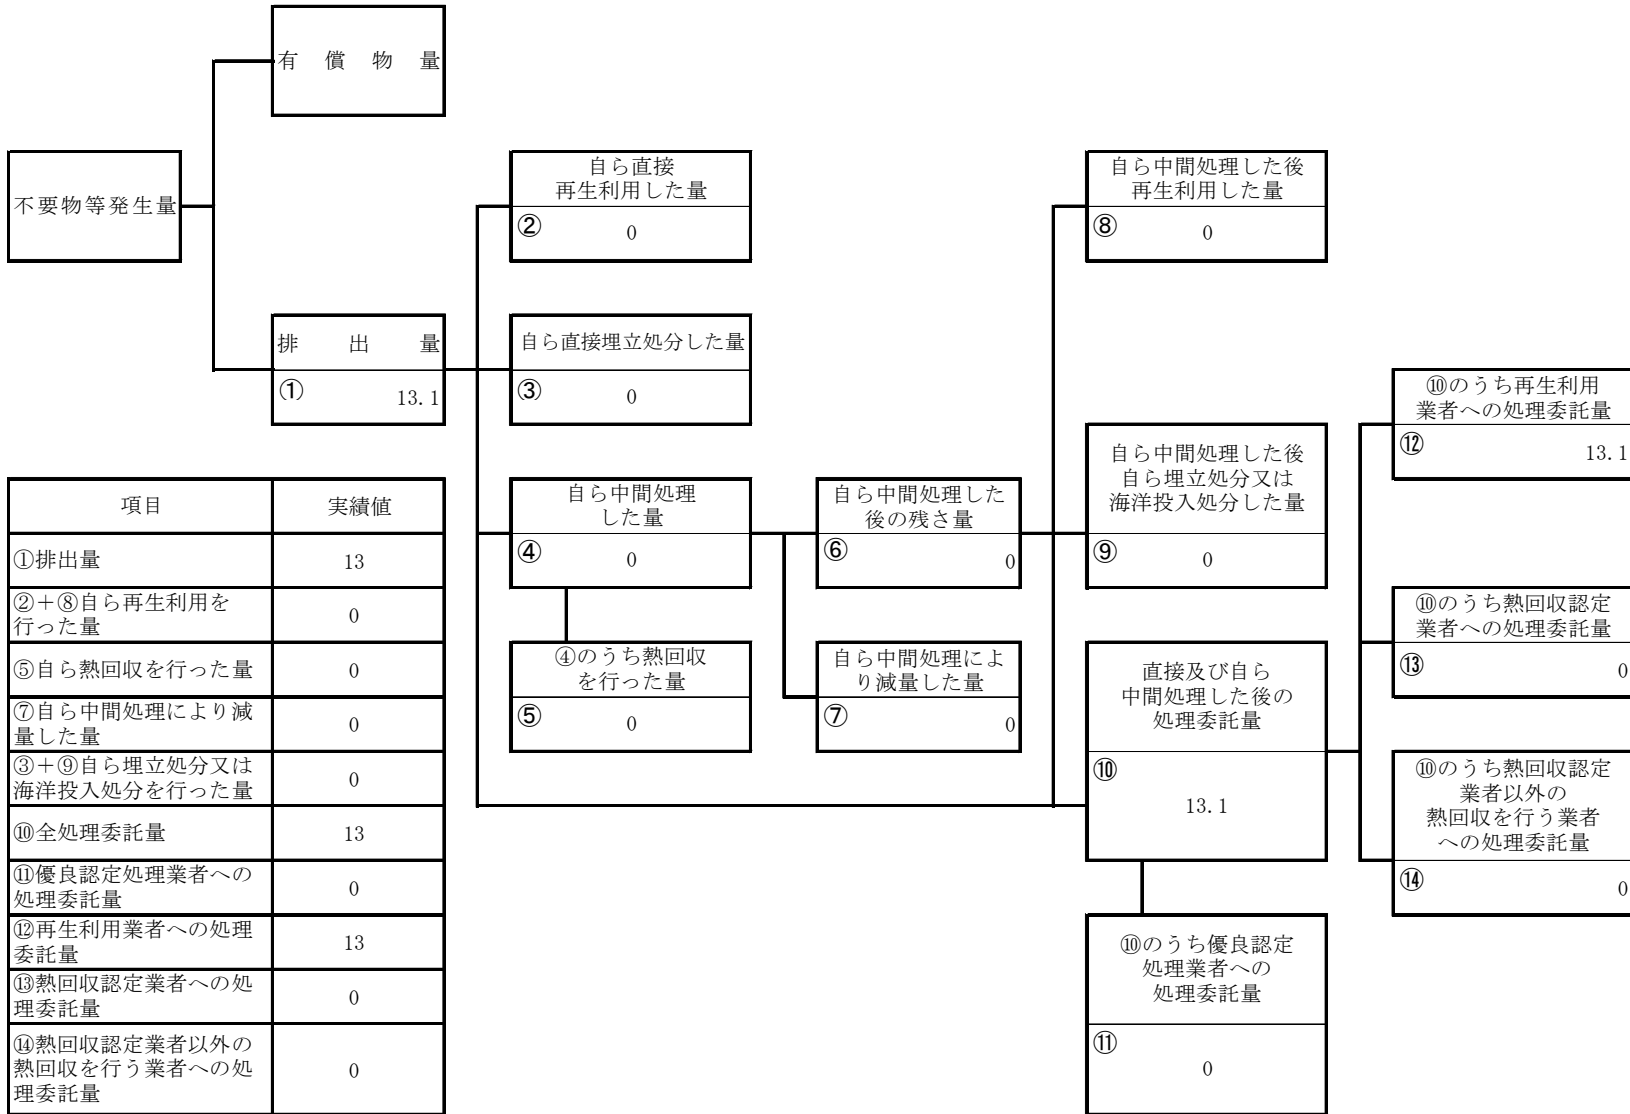 有償物量
不要物等発生量
排出量
① 13.1
自ら直接
再生利用した量
② 0
自ら直接埋立処分した量
③ 0
自ら中間処理
した量
④ 0
④のうち熱回収
を行った量
⑤ 0
自ら中間処理した
後の残さ量
⑥ 0
自ら中間処理によ
り減量した量
⑦ 0
自ら中間処理した後
再生利用した量
⑧ 0
自ら中間処理した後
自ら埋立処分又は
海洋投入処分した量
⑨ 0
直接及び自ら
中間処理した後の
処理委託量
⑩
13.1
⑩のうち優良認定
処理業者への
処理委託量
⑪
0
⑩のうち再生利用
業者への処理委託量
⑫ 13.1
⑩のうち熱回収認定
業者への処理委託量
⑬ 0
⑩のうち熱回収認定
業者以外の
熱回収を行う業者
への処理委託量
⑭ 0
項目 実績値
①排出量 13
②+⑧自ら再生利用を
行った量 0
⑤自ら熱回収を行った量 0
⑦自ら中間処理により減
量した量 0
③+⑨自ら埋立処分又は
海洋投入処分を行った量 0
⑩全処理委託量 13
⑪優良認定処理業者への
処理委託量 0
⑫再生利用業者への処理
委託量 13
⑬熱回収認定業者への処
理委託量 0
⑭熱回収認定業者以外の
熱回収を行う業者への処
理委託量 0